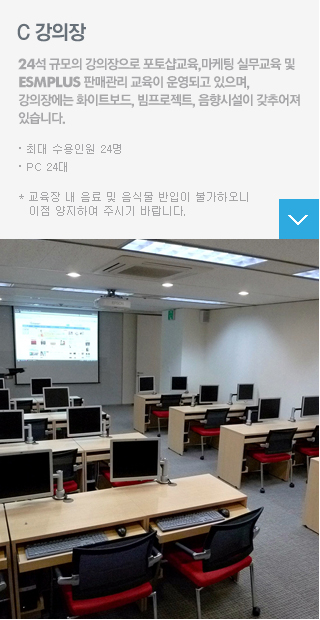 C 강의장
24석 규모의 강의장으로 포토샵교육,마케팅 실무교육 및
ESMPLUS 판매관리 교육이 운영되고 있으며,
강의장에는 화이트보드, 빔프로젝트, 음향시설이 갖추어져
있습니다.
· 최대 수용인원 24명
· PC 24대
* 교육장 내 음료 및 음식물 반입이 불가하오니
이점 양지하여 주시기 바랍니다.